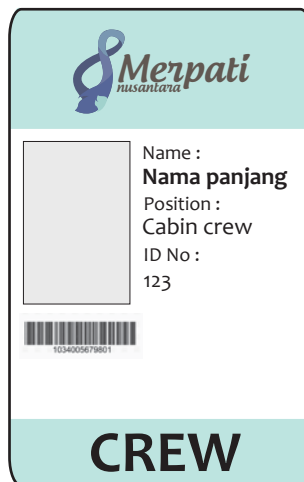 Merpati
nusantara
Name :
Nama panjang
Position :
Cabin crew
ID No :
123
1034005679801
CREW